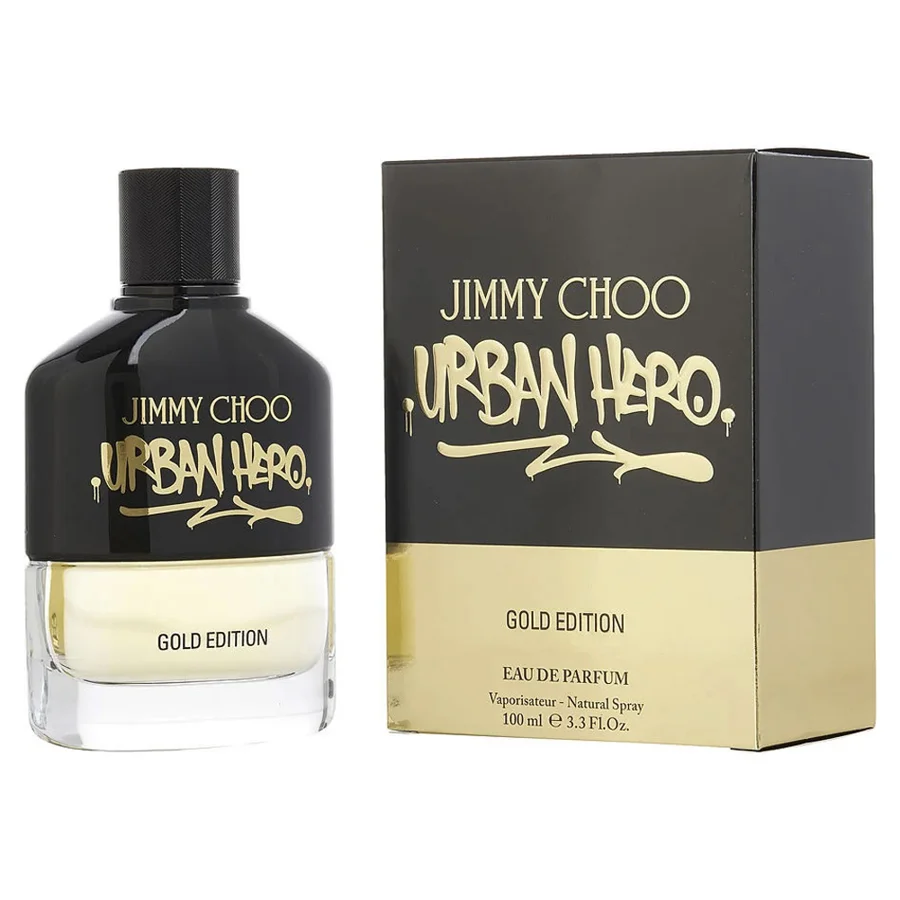 JIMMY CHOO
URBAN HERO
GOLD EDITION
JIMMY CHOO
URBAN HERO
GOLD EDITION
EAU DE PARFUM
Vaporisateur - Natural Spray
100 ml ℮ 3.3 Fl.Oz.